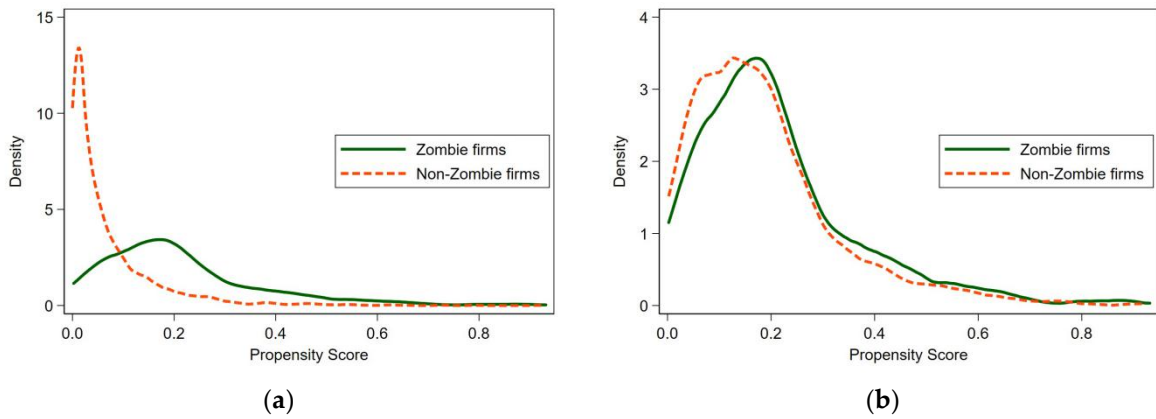 15
10
5
0
Density
Zombie firms
Non-Zombie firms
0.0 0.2 0.4 0.6 0.8
Propensity Score
(a)
4
3
2
1
0
Density
Zombie firms
Non-Zombie firms
0.0 0.2 0.4 0.6 0.8
Propensity Score
(b)